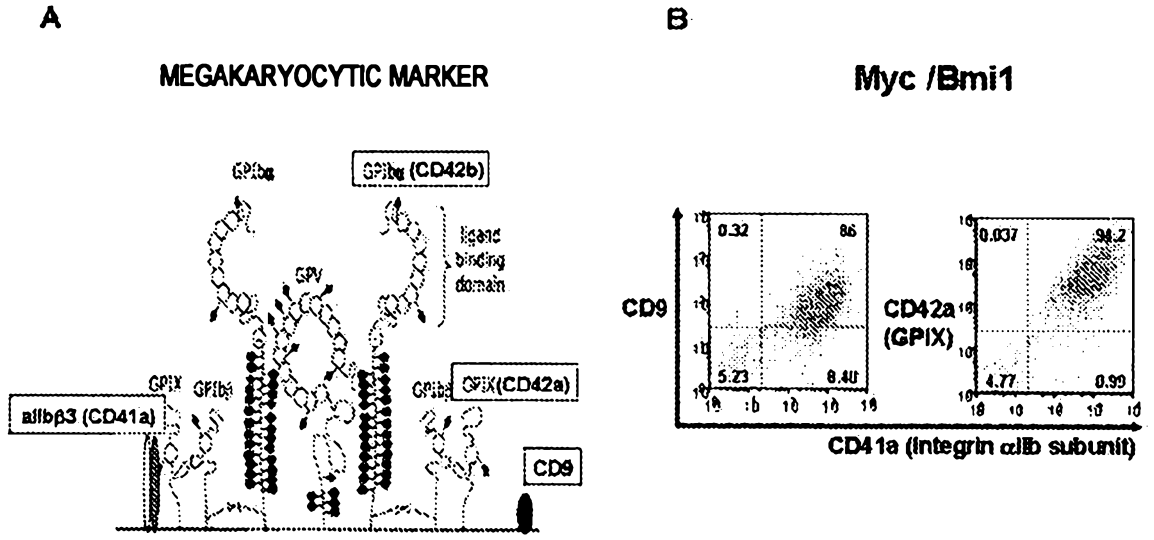 A
MEGAKARYOCYTIC MARKER
GPIbα
GPIbα (CD42b)
ligand
binding
domain
GPV
GPIX
GPIbβ
GPIbβ
GPIX(CD42a)
αIIbβ3 (CD41a)
CD9
B
Myc /Bmi1
CD9
0.32
86
5.23
8.40
CD42a
(GPIX)
0.037
94.2
4.77
0.99
CD41a (Integrin αIIb subunit)